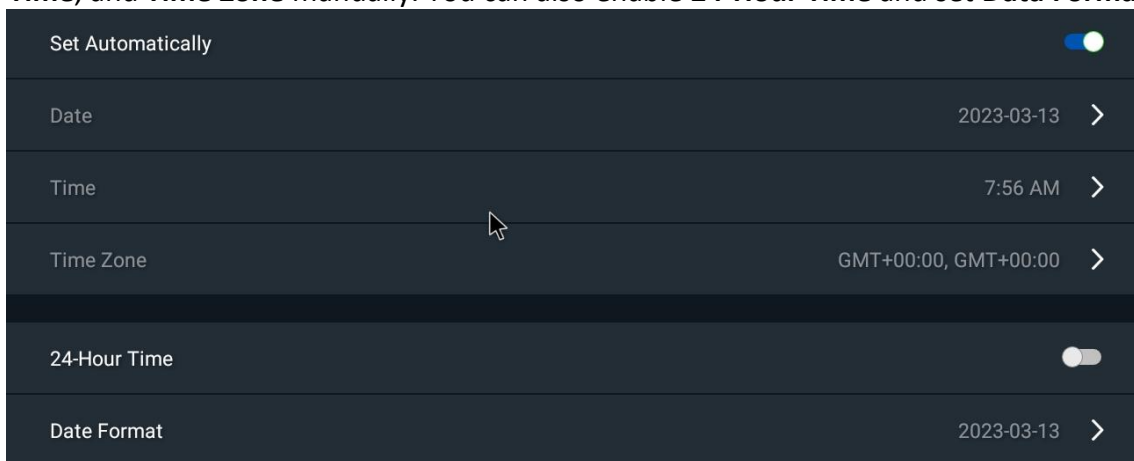 Time, and Time Zone manually. You can also enable 24-Hour Time and set Data Forma
Set Automatically
Date 2023-03-13
Time 7:56 AM
Time Zone GMT+00:00, GMT+00:00
24-Hour Time
Date Format 2023-03-13